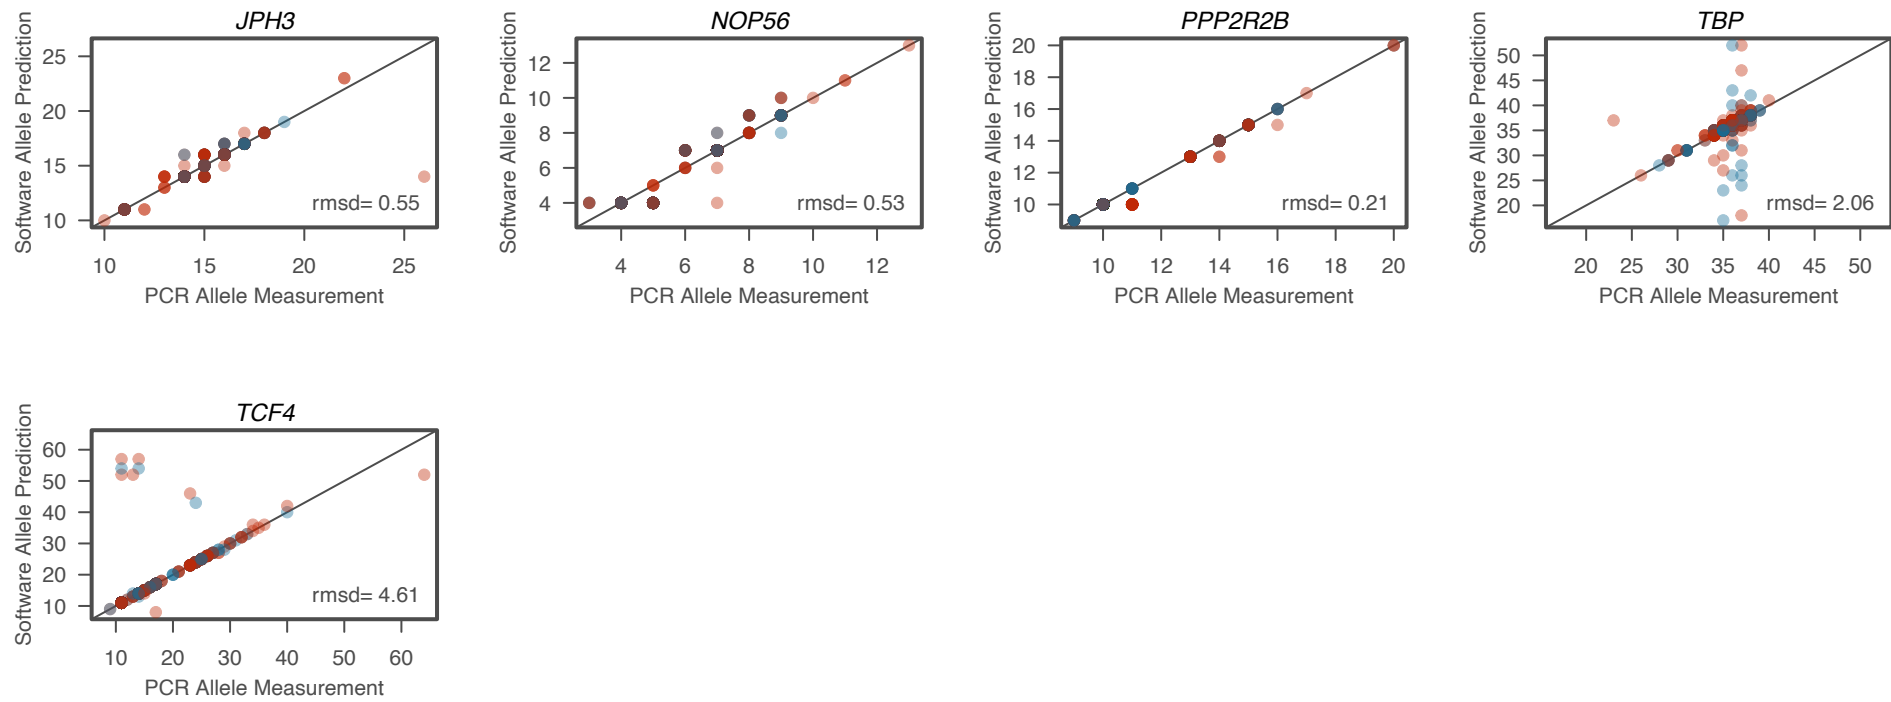 JPH3
Software Allele Prediction
25
20
15
10
rmsd= 0.55
10 15 20 25
PCR Allele Measurement
NOP56
Software Allele Prediction
12
10
8
6
4
rmsd= 0.53
4 6 8 10 12
PCR Allele Measurement
PPP2R2B
Software Allele Prediction
20
18
16
14
12
10
rmsd= 0.21
10 12 14 16 18 20
PCR Allele Measurement
TBP
Software Allele Prediction
50
45
40
35
30
25
20
rmsd= 2.06
20 25 30 35 40 45 50
PCR Allele Measurement
TCF4
Software Allele Prediction
60
50
40
30
20
10
rmsd= 4.61
10 20 30 40 50 60
PCR Allele Measurement